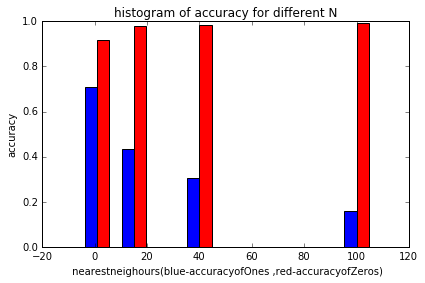 histogram of accuracy for different N
1.0
0.8
0.6
0.4
0.2
0.0
accuracy
−20 0 20 40 60 80 100 120
nearestneighours(blue-accuracyofOnes ,red-accuracyofZeros)